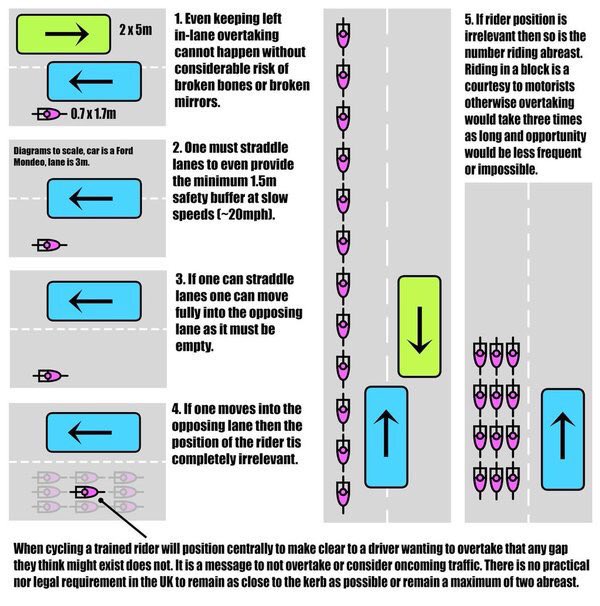 2 x 5m
0.7 x 1.7m
1. Even keeping left
in-lane overtaking
cannot happen without
considerable risk of
broken bones or broken
mirrors.
Diagrams to scale, car is a Ford
Mondeo, lane is 3m.
2. One must straddle
lanes to even provide
the minimum 1.5m
safety buffer at slow
speeds (~20mph).
3. If one can straddle
lanes one can move
fully into the opposing
lane as it must be
empty.
4. If one moves into the
opposing lane then the
position of the rider tis
completely irrelevant.
5. If rider position is
irrelevant then so is the
number riding abreast.
Riding in a block is a
courtesy to motorists
otherwise overtaking
would take three times
as long and opportunity
would be less frequent
or impossible.
When cycling a trained rider will position centrally to make clear to a driver wanting to overtake that any gap
they think might exist does not. It is a message to not overtake or consider oncoming traffic. There is no practical
nor legal requirement in the UK to remain as close to the kerb as possible or remain a maximum of two abreast.